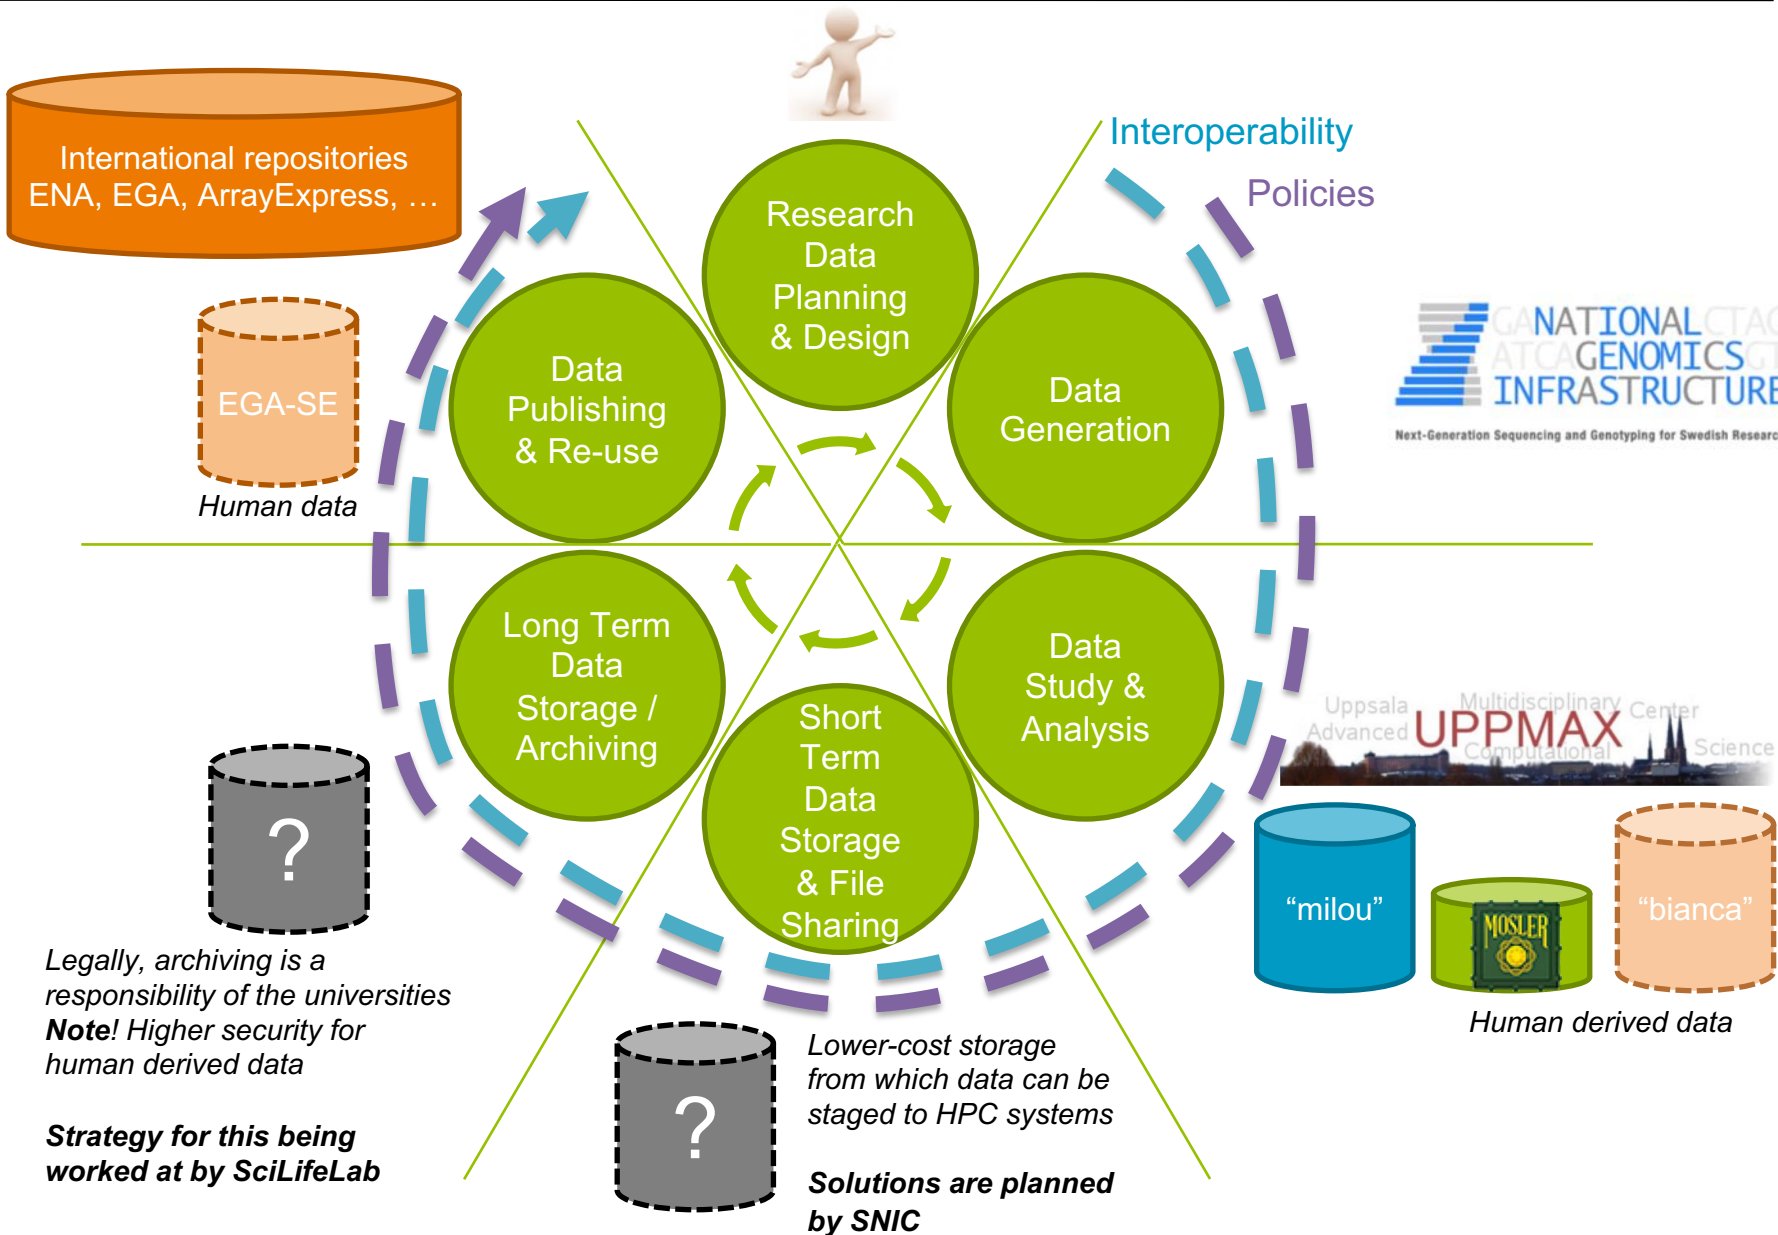 International repositories
ENA, EGA, ArrayExpress, …
EGA-SE
Human data
Interoperability
Policies
Research
Data
Planning
& Design
Data
Generation
Data
Study &
Analysis
Short
Term
Data
Storage
& File
Sharing
Long Term
Data
Storage /
Archiving
Data
Publishing
& Re-use
GANATIONALCTAG
ATCAGENOMICSGT
INFRASTRUCTURE
Next-Generation Sequencing and Genotyping for Swedish Research
Uppsala Multidisciplinary Center
Advanced UPPMAX
Computational Science
“milou”
MOSLER
“bianca”
Human derived data
?
Legally, archiving is a
responsibility of the universities
Note! Higher security for
human derived data
Strategy for this being
worked at by SciLifeLab
?
Lower-cost storage
from which data can be
staged to HPC systems
Solutions are planned
by SNIC